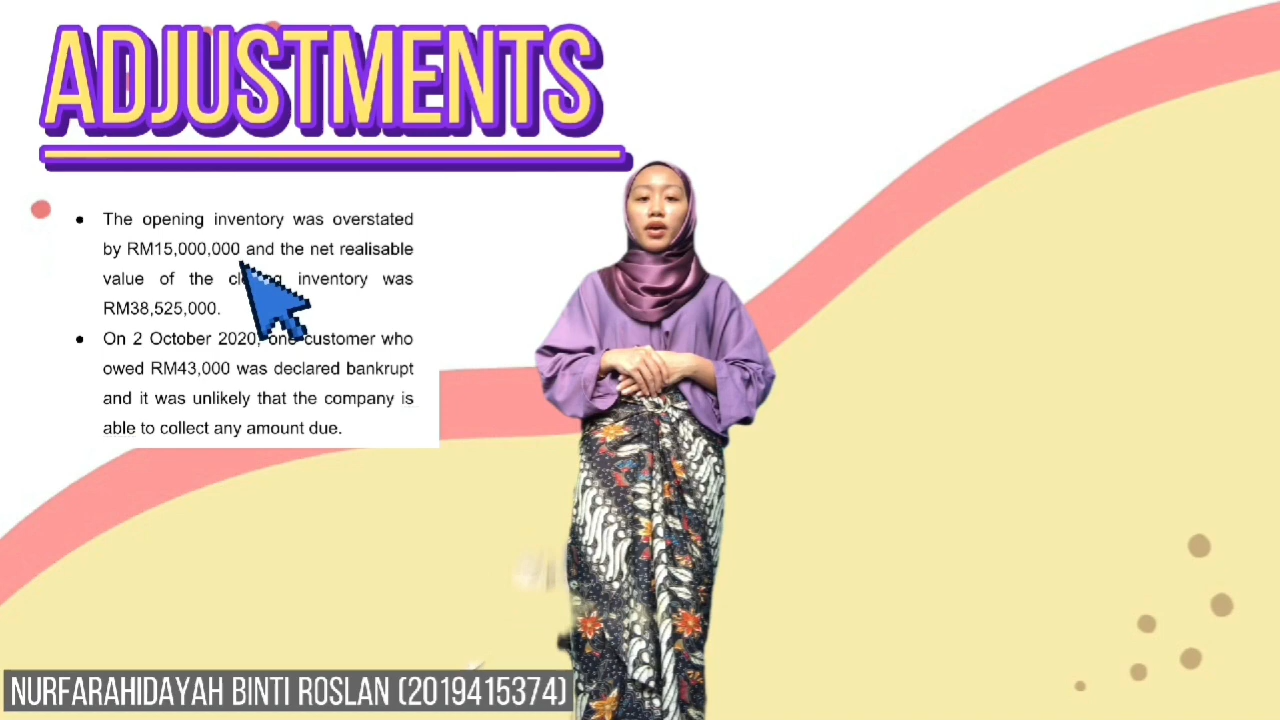 ADJUSTMENTS
• The opening inventory was overstated
by RM15,000,000 and the net realisable
value of the inventory was
RM38,525,000.
• On 2 October 2020, one customer who
owed RM43,000 was declared bankrupt
and it was unlikely that the company is
able to collect any amount due.
NURFARAHIDAYAH BINTI ROSLAN (2019415374)